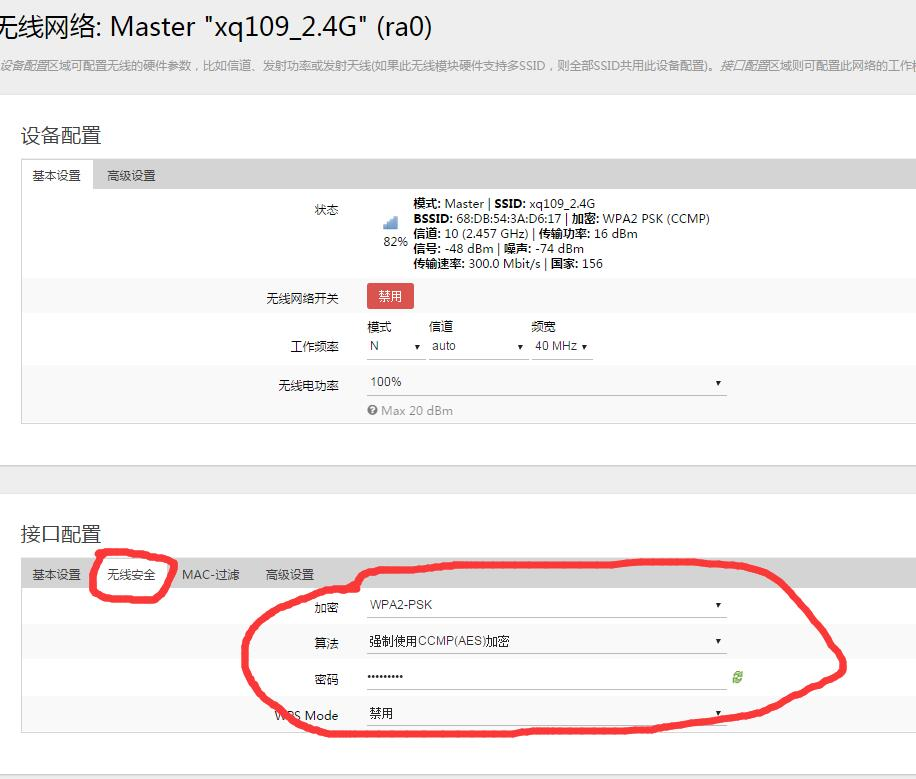 无线网络: Master "xq109_2.4G" (ra0)
设备配置区域可配置无线的硬件参数，比如信道、发射功率或发射天线(如果此无线模块硬件支持多SSID，则全部SSID共用此设备配置)。接口配置区域则可配置此网络的工作
设备配置
基本设置 高级设置
状态
82%
模式: Master | SSID: xq109_2.4G
BSSID: 68:DB:54:3A:D6:17 | 加密: WPA2 PSK (CCMP)
信道: 10 (2.457 GHz) | 传输功率: 16 dBm
信号: -48 dBm | 噪声: -74 dBm
传输速率: 300.0 Mbit/s | 国家: 156
无线网络开关 禁用
模式 信道 频宽
工作频率 N auto 40 MHz
无线电功率 100%
Max 20 dBm
接口配置
基本设置 无线安全 MAC-过滤 高级设置
加密 WPA2-PSK
算法 强制使用CCMP(AES)加密
密码 •••••••••
WPS Mode 禁用